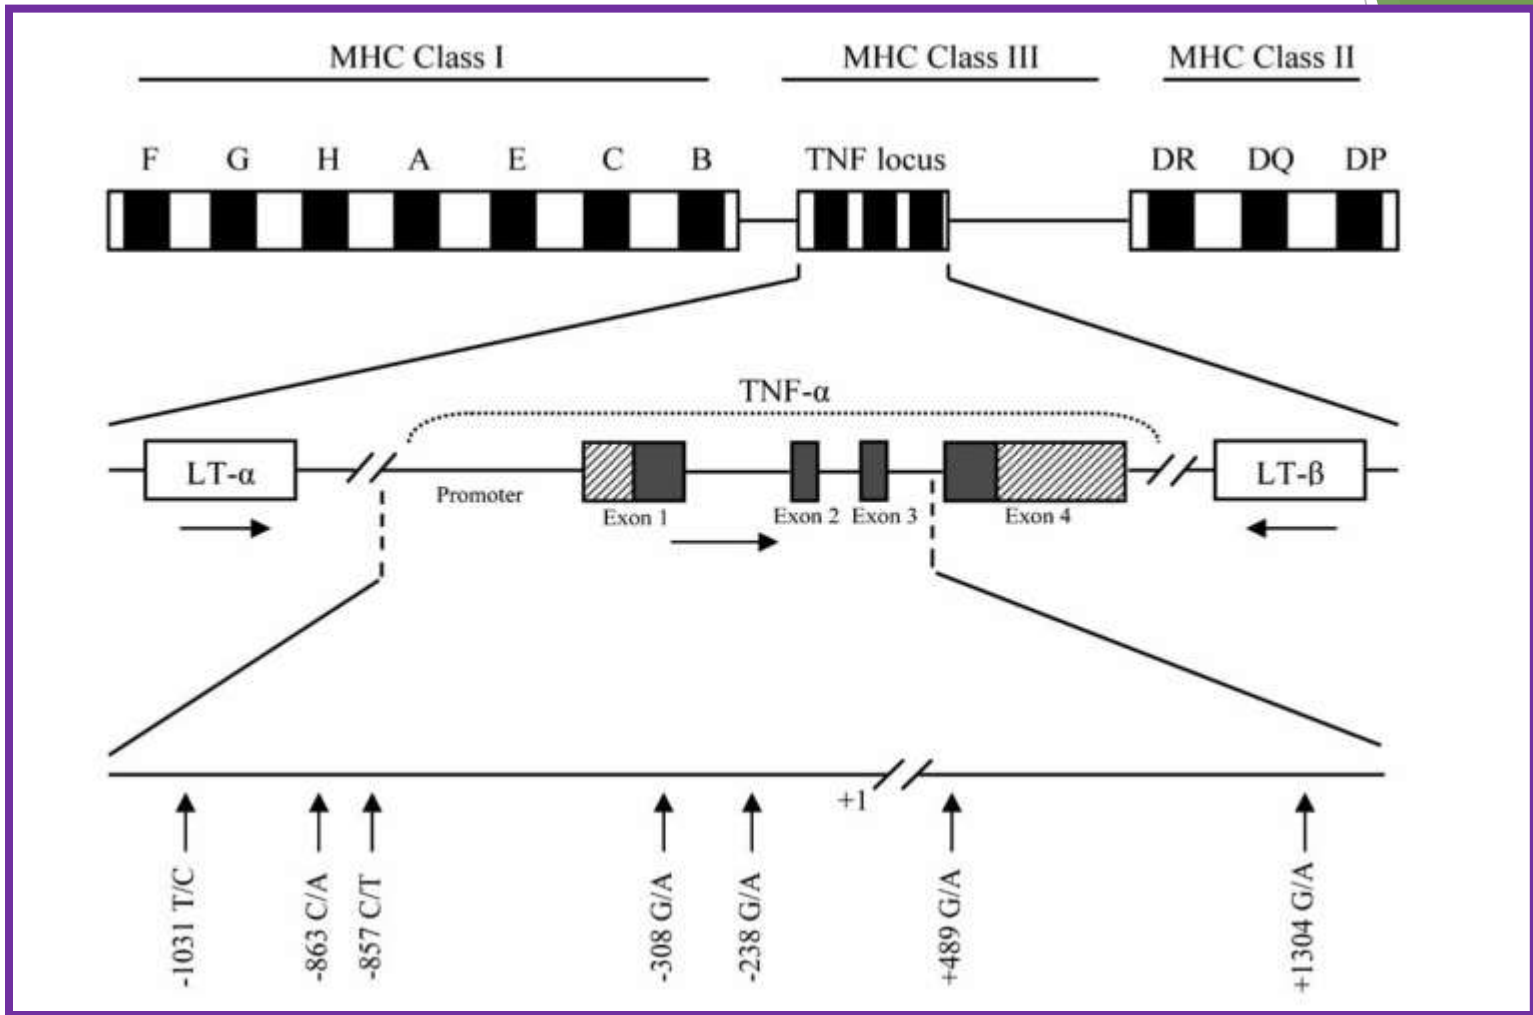 MHC Class I MHC Class III MHC Class II
F G H A E C B TNF locus DR DQ DP
TNF-α
LT-α LT-β
Promoter Exon 1 Exon 2 Exon 3 Exon 4
+1
-1031 T/C -863 C/A -857 C/T -308 G/A -238 G/A +489 G/A +1304 G/A